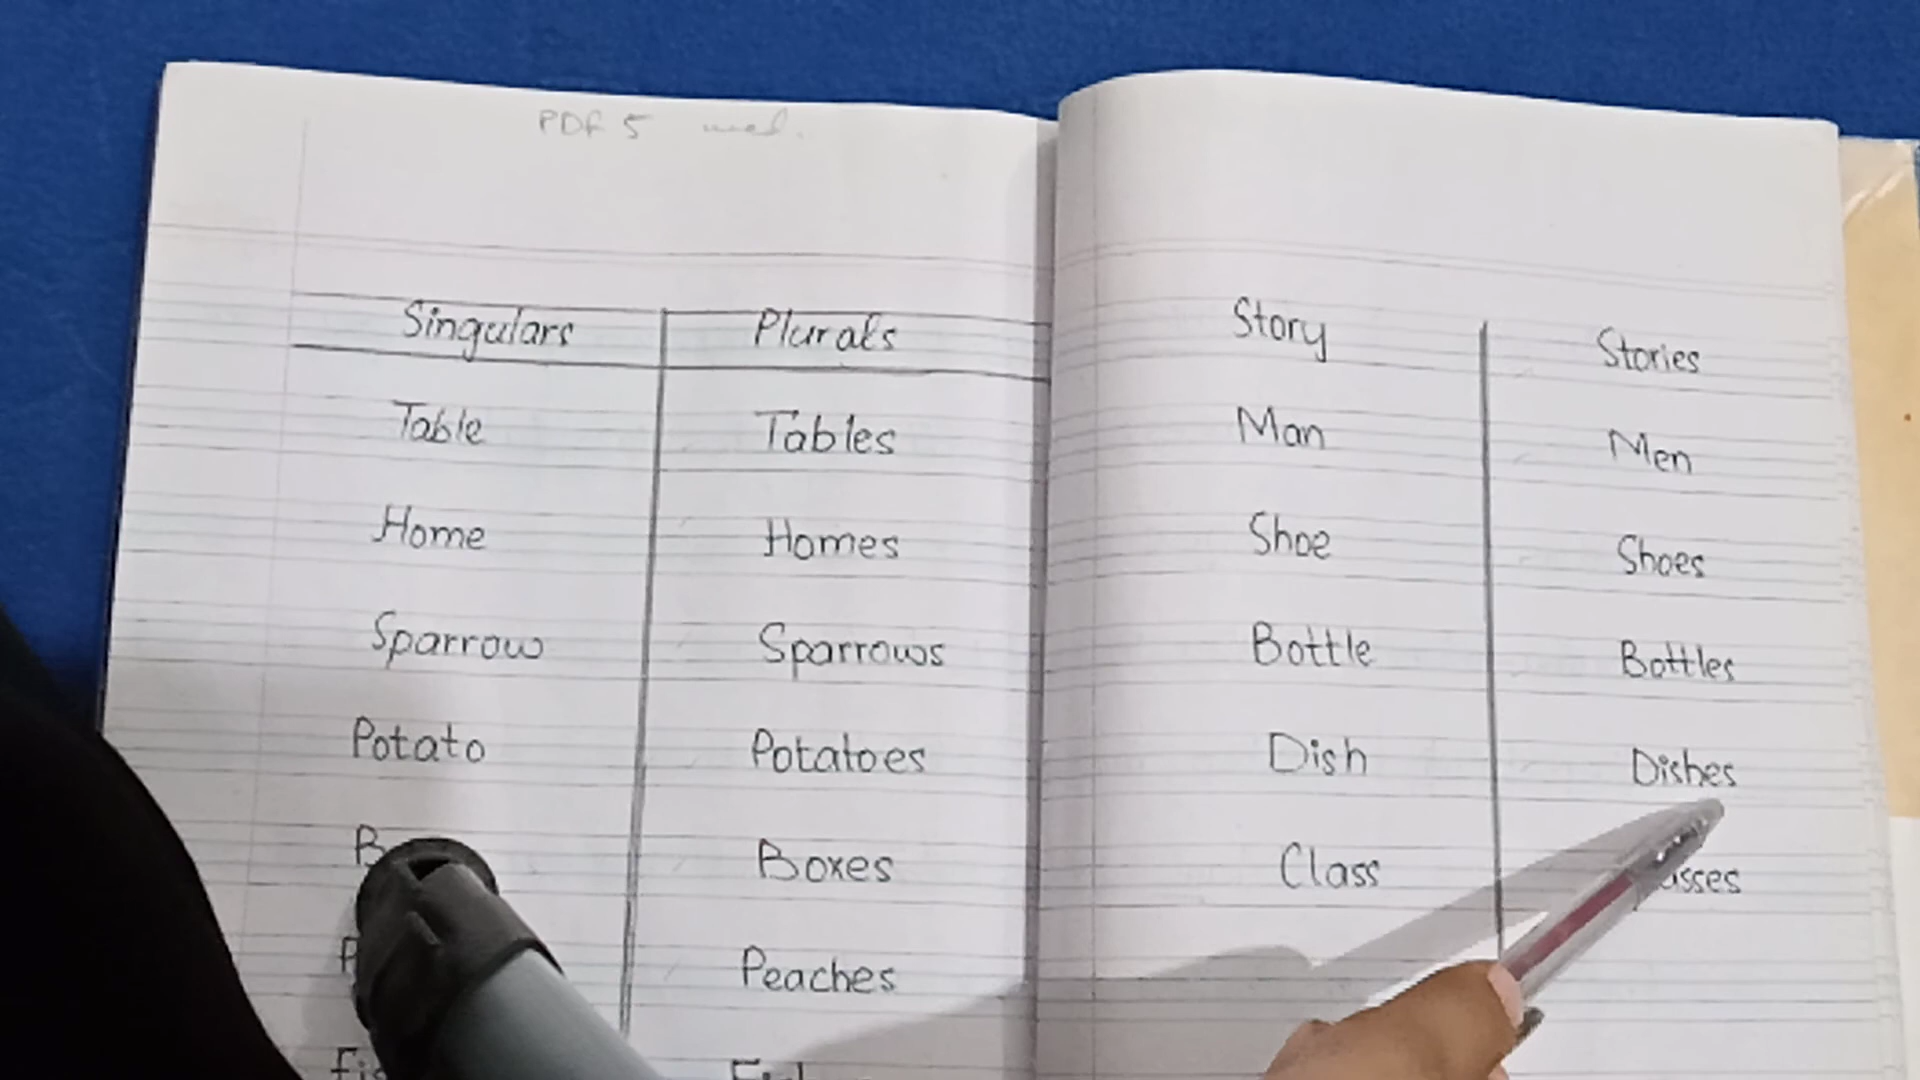 PDF 5 used.
Singulars Plurals
Table Tables
Home Homes
Sparrow Sparrows
Potato Potatoes
Boxes
Peaches
Story Stories
Man Men
Shoe Shoes
Bottle Bottles
Dish Dishes
Class